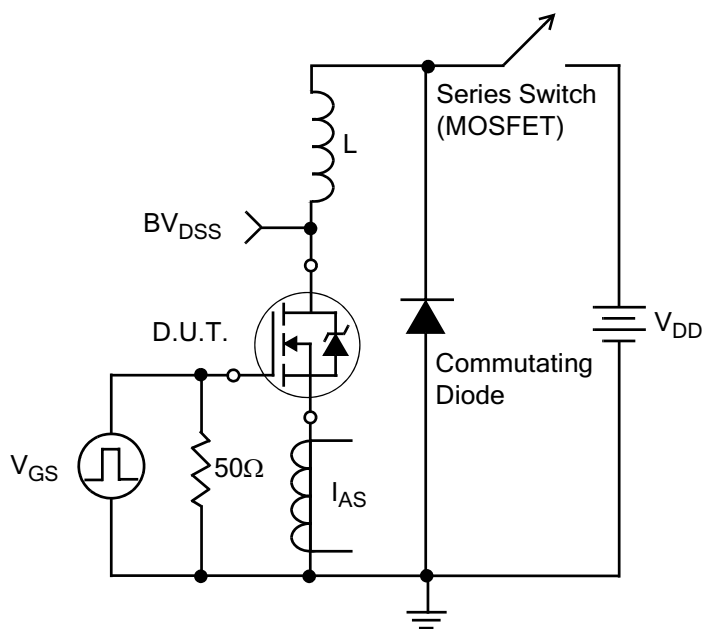 Series Switch
(MOSFET)
L
BVDSS
D.U.T.
VDD
Commutating
Diode
VGS
50Ω
IAS